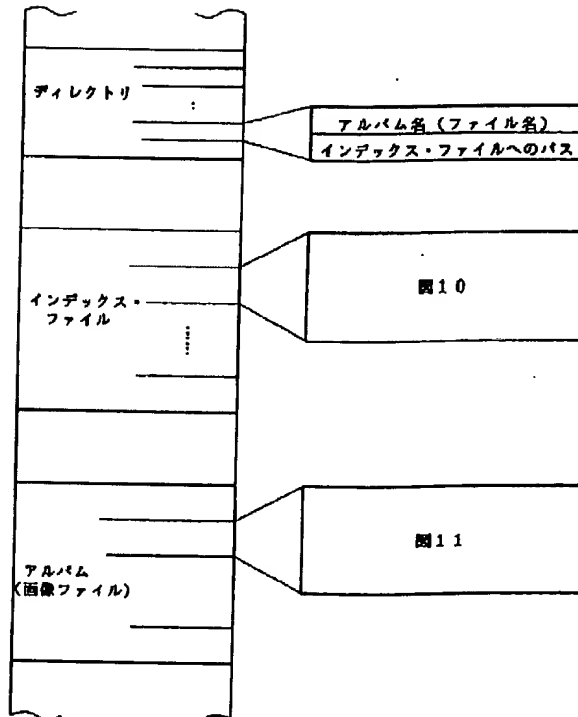 ディレクトリ
アルバム名(ファイル名)
インデックス・ファイルへのパス
インデックス・
ファイル
図10
アルバム
(画像ファイル)
図11